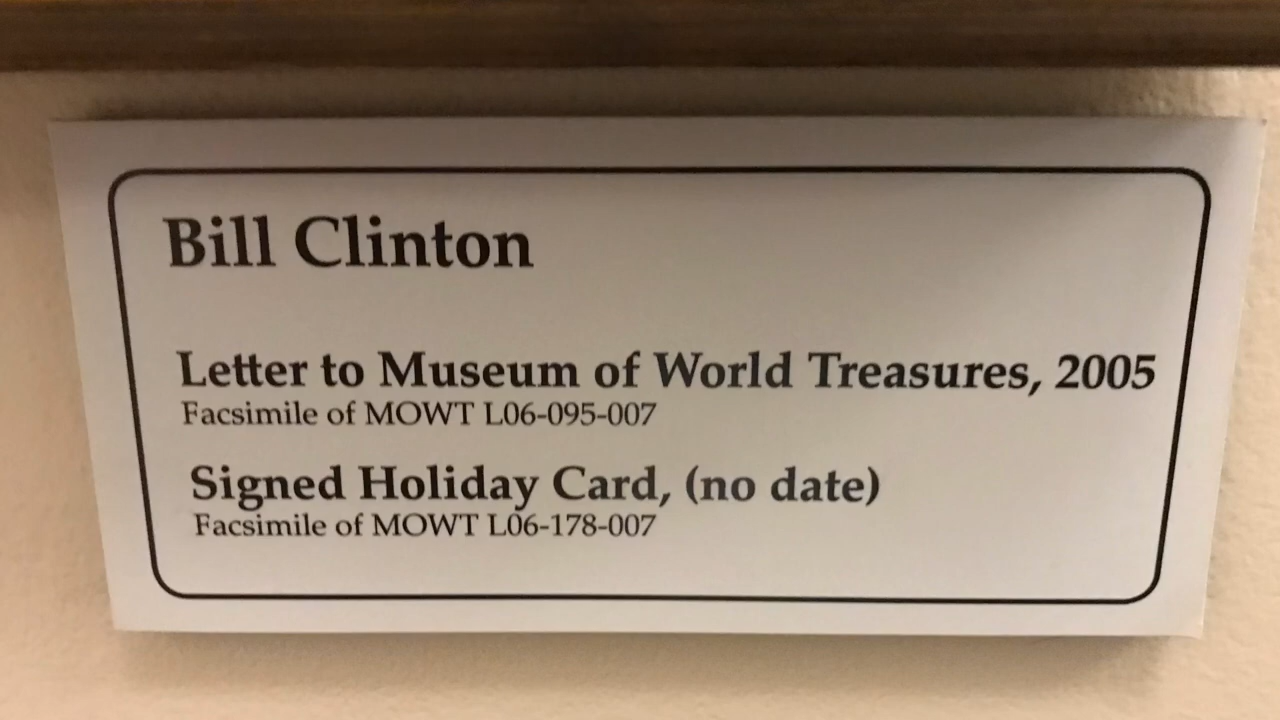 Bill Clinton
Letter to Museum of World Treasures, 2005
Facsimile of MOWT L06-095-007
Signed Holiday Card, (no date)
Facsimile of MOWT L06-178-007